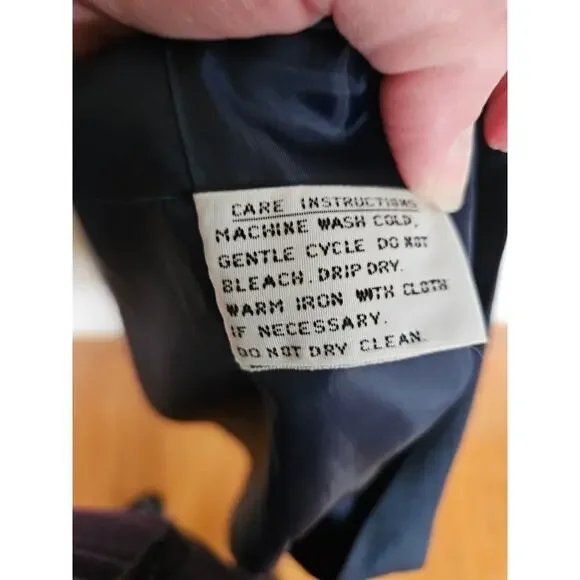 CARE INSTRUCTIONS
MACHINE WASH COLD,
GENTLE CYCLE DO NOT
BLEACH. DRIP DRY.
WARM IRON WITH CLOTH
IF NECESSARY.
DO NOT DRY CLEAN.